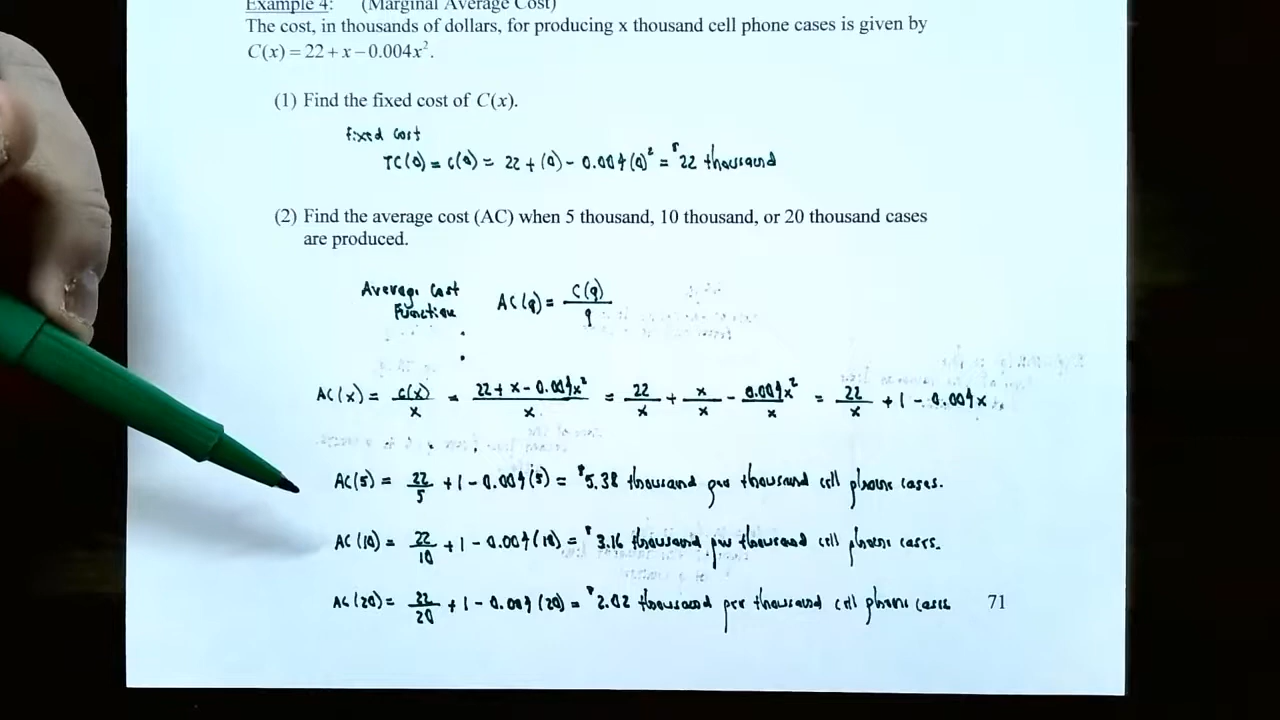 Example 4: (Marginal Average Cost)
The cost, in thousands of dollars, for producing x thousand cell phone cases is given by
C(x) = 22 + x − 0.004x².
(1) Find the fixed cost of C(x).
fixed cost
TC(0) = C(0) = 22 + (0) − 0.004(0)² = $22 thousand
(2) Find the average cost (AC) when 5 thousand, 10 thousand, or 20 thousand cases
are produced.
Average Cost
Function
AC(q) = C(q)/q
AC(x) = C(x)/x = (22 + x − 0.004x²)/x = 22/x + x/x − 0.004x²/x = 22/x + 1 − 0.004x
AC(5) = 22/5 + 1 − 0.004(5) = $5.38 thousand per thousand cell phone cases.
AC(10) = 22/10 + 1 − 0.004(10) = $3.16 thousand per thousand cell phone cases.
AC(20) = 22/20 + 1 − 0.004(20) = $2.02 thousand per thousand cell phone cases
71